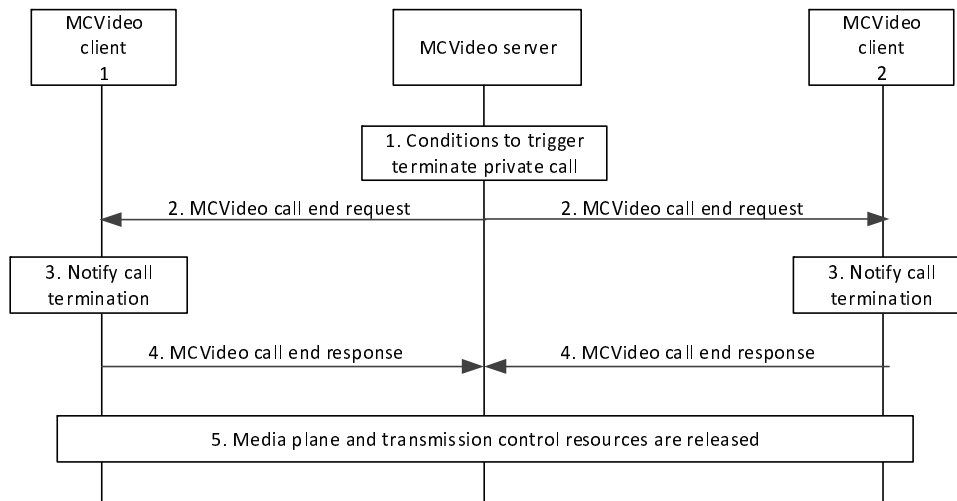 MCVideo
client
1
MCVideo server
MCVideo
client
2
1. Conditions to trigger
terminate private call
2. MCVideo call end request
2. MCVideo call end request
3. Notify call
termination
3. Notify call
termination
4. MCVideo call end response
4. MCVideo call end response
5. Media plane and transmission control resources are released